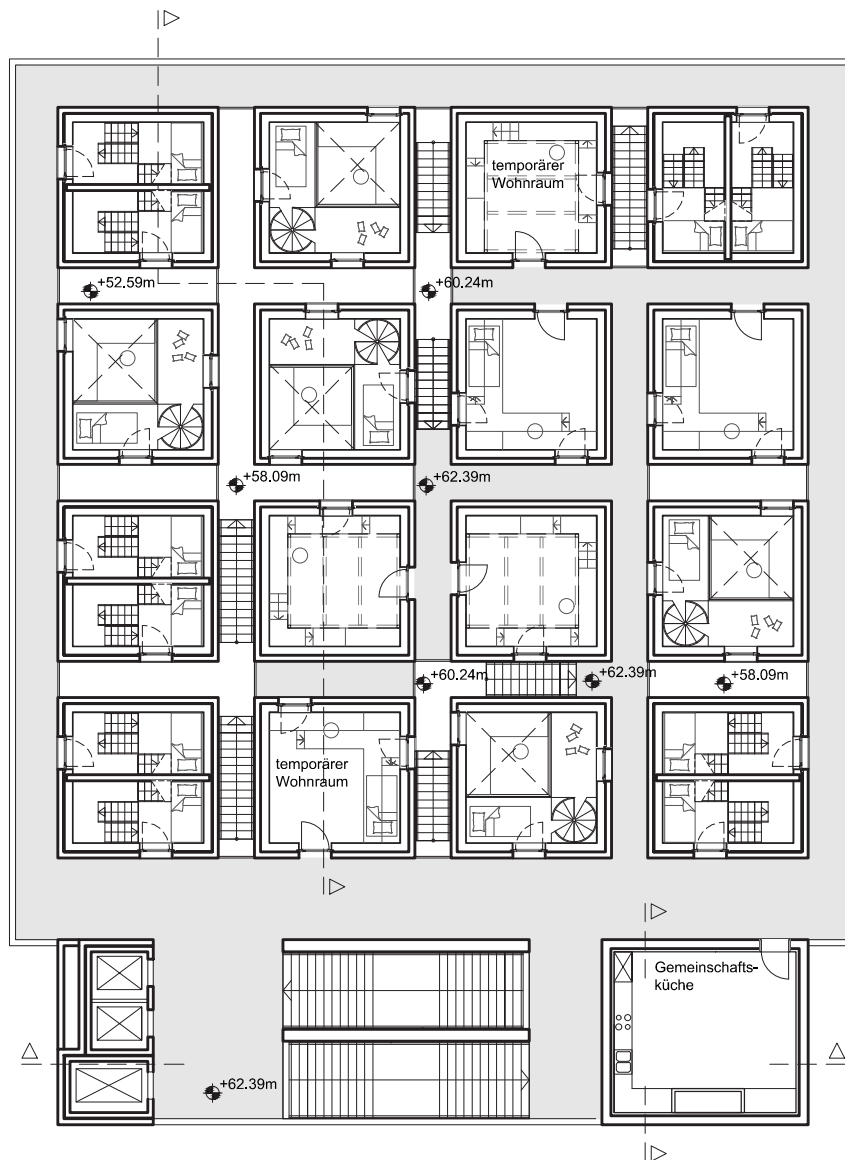 temporärer
Wohnraum
+52.59m
+60.24m
+58.09m
+62.39m
+60.24m
+62.39m
+58.09m
temporärer
Wohnraum
Gemeinschafts-
küche
+62.39m